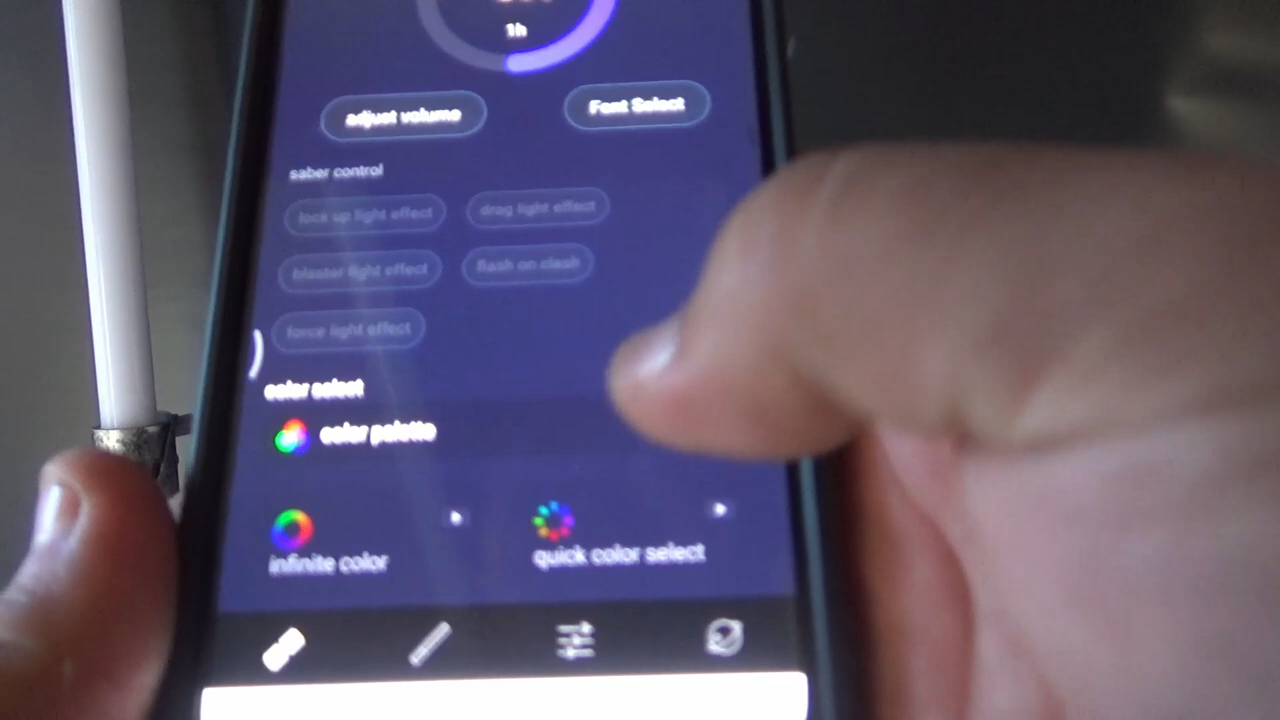 1h
adjust volume
Font Select
saber control
lock up light effect
drag light effect
blaster light effect
flash on clash
force light effect
color select
color palette
infinite color
quick color select